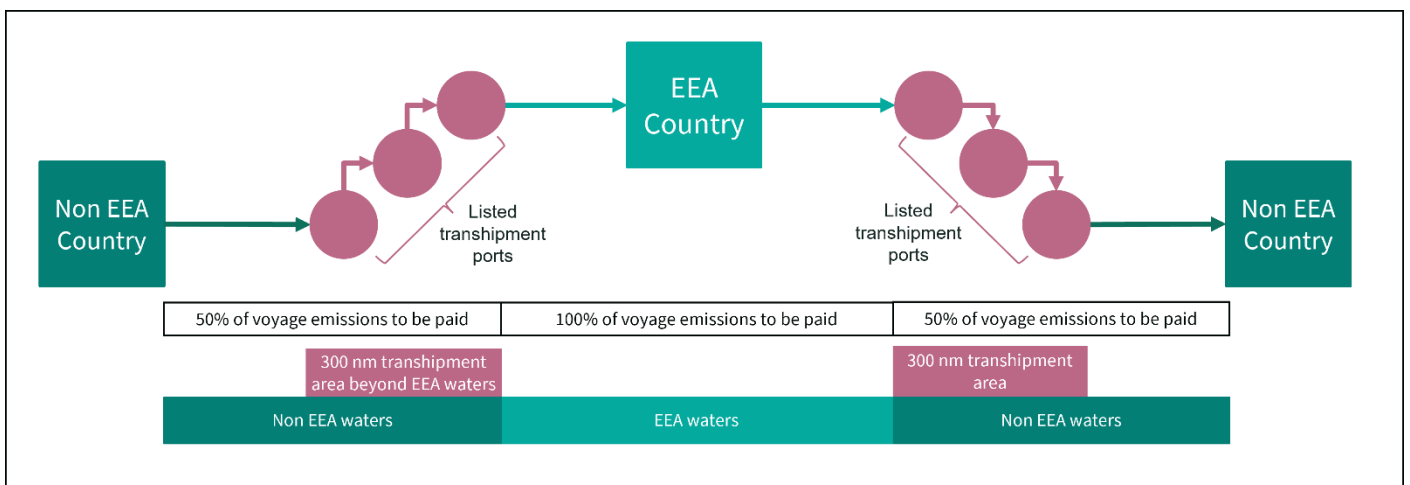 EEA
Country
Non EEA
Country
Listed
transhipment
ports
Listed
transhipment
ports
Non EEA
Country
50% of voyage emissions to be paid
100% of voyage emissions to be paid
50% of voyage emissions to be paid
300 nm transhipment
area beyond EEA waters
300 nm transhipment
area
Non EEA waters
EEA waters
Non EEA waters